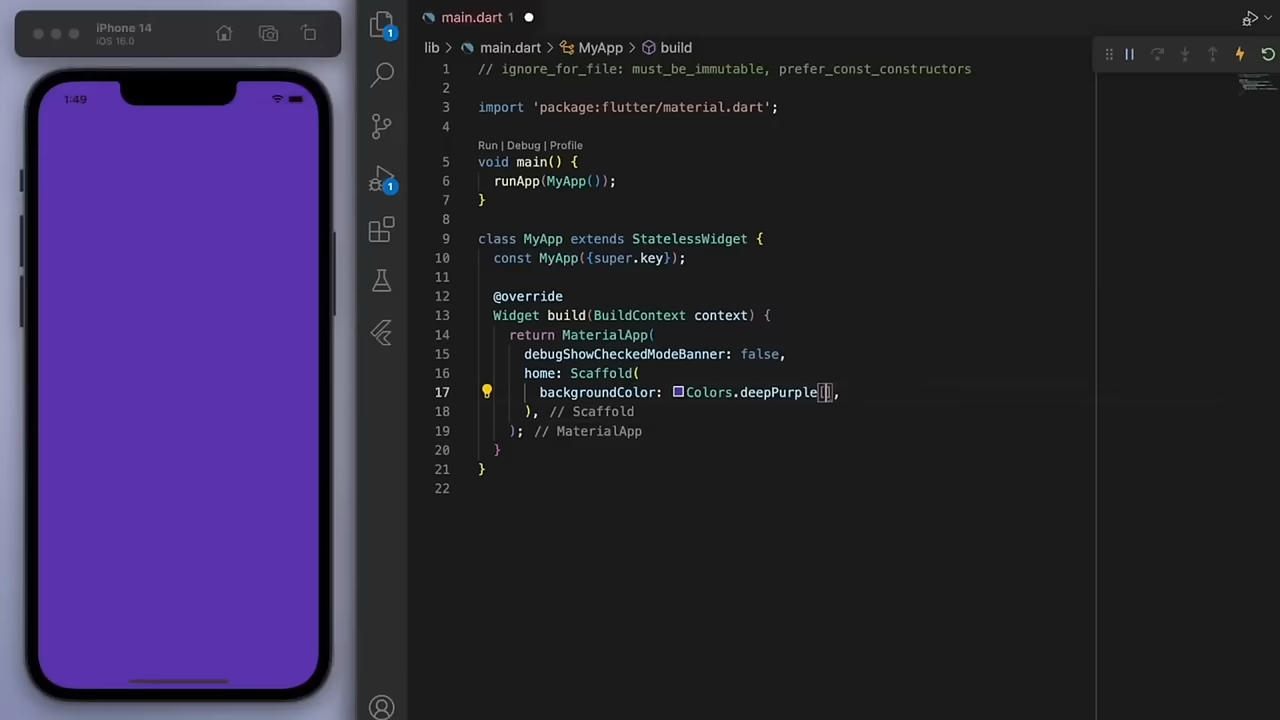 iPhone 14
iOS 16.0
1:49
1
1
main.dart 1
lib > main.dart > MyApp > build
1 // ignore_for_file: must_be_immutable, prefer_const_constructors
2
3 import 'package:flutter/material.dart';
4
Run | Debug | Profile
5 void main() {
6 runApp(MyApp());
7 }
8
9 class MyApp extends StatelessWidget {
10 const MyApp({super.key});
11
12 @override
13 Widget build(BuildContext context) {
14 return MaterialApp(
15 debugShowCheckedModeBanner: false,
16 home: Scaffold(
17 backgroundColor: Colors.deepPurple[],
18 ), // Scaffold
19 ); // MaterialApp
20 }
21 }
22